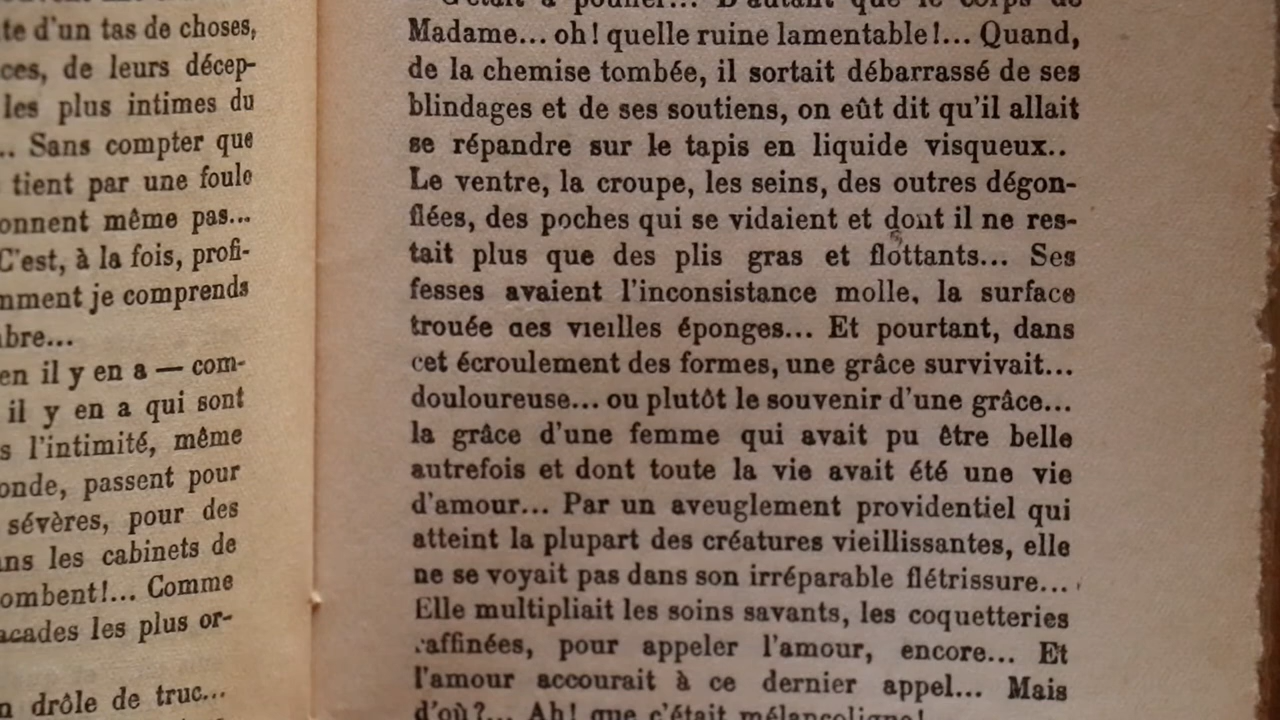 te d'un tas de choses,
ces, de leurs décep-
les plus intimes du
.. Sans compter que
tient par une foule
onnent même pas...
C'est, à la fois, profi-
mment je comprends
bre...
en il y en a — com-
il y en a qui sont
s l'intimité, même
onde, passent pour
sévères, pour des
ans les cabinets de
ombent!... Comme
acades les plus or-
n drôle de truc...
C'était à pouffer... D'autant que le corps de
Madame... oh! quelle ruine lamentable!... Quand,
de la chemise tombée, il sortait débarrassé de ses
blindages et de ses soutiens, on eût dit qu'il allait
se répandre sur le tapis en liquide visqueux..
Le ventre, la croupe, les seins, des outres dégon-
flées, des poches qui se vidaient et dont il ne res-
tait plus que des plis gras et flottants... Ses
fesses avaient l'inconsistance molle, la surface
trouée des vieilles éponges... Et pourtant, dans
cet écroulement des formes, une grâce survivait...
douloureuse... ou plutôt le souvenir d'une grâce...
la grâce d'une femme qui avait pu être belle
autrefois et dont toute la vie avait été une vie
d'amour... Par un aveuglement providentiel qui
atteint la plupart des créatures vieillissantes, elle
ne se voyait pas dans son irréparable flétrissure...
Elle multipliait les soins savants, les coquetteries
raffinées, pour appeler l'amour, encore... Et
l'amour accourait à ce dernier appel... Mais
d'où?... Ah! que c'était mélancolique!